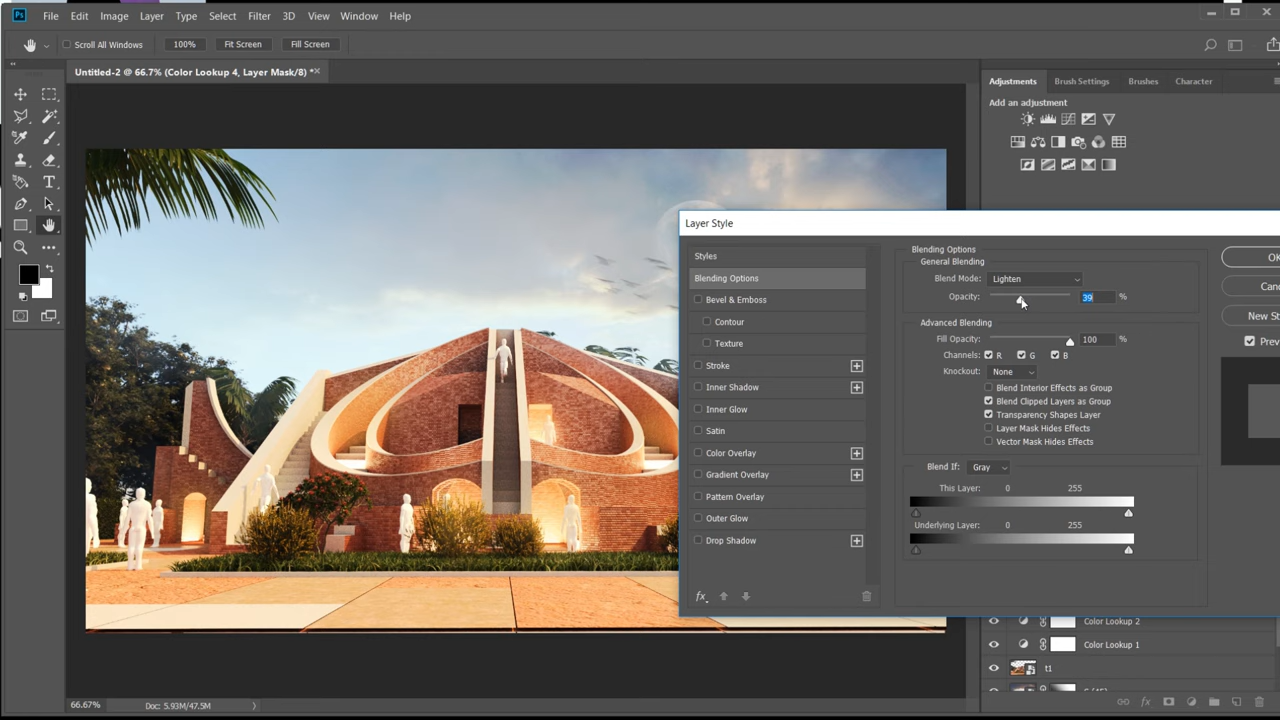 Ps File Edit Image Layer Type Select Filter 3D View Window Help
Scroll All Windows 100% Fit Screen Fill Screen
Untitled-2 @ 66.7% (Color Lookup 4, Layer Mask/8) *
Adjustments Brush Settings Brushes Character
Add an adjustment
Layer Style
Styles
Blending Options
Bevel & Emboss
Contour
Texture
Stroke
Inner Shadow
Inner Glow
Satin
Color Overlay
Gradient Overlay
Pattern Overlay
Outer Glow
Drop Shadow
fx
Blending Options
General Blending
Blend Mode: Lighten
Opacity: 39 %
Advanced Blending
Fill Opacity: 100 %
Channels: R G B
Knockout: None
Blend Interior Effects as Group
Blend Clipped Layers as Group
Transparency Shapes Layer
Layer Mask Hides Effects
Vector Mask Hides Effects
Blend If: Gray
This Layer: 0 255
Underlying Layer: 0 255
OK
Canc
New St
Prev
Color Lookup 2
Color Lookup 1
t1
fx
66.67% Doc: 5.93M/47.5M